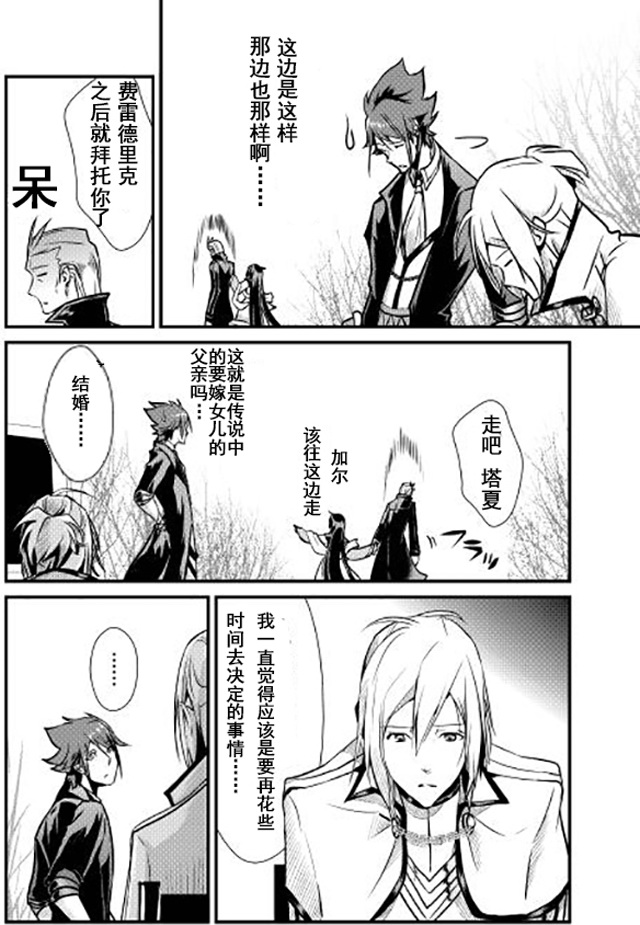 这边是这样
那边也那样啊……
费雷德里克
之后就拜托你了
呆
走吧 塔夏
加尔
该往这边走
这就是传说中
的要嫁女儿的
父亲吗…
结婚……
我一直觉得应该是要再花些
时间去决定的事情……
……